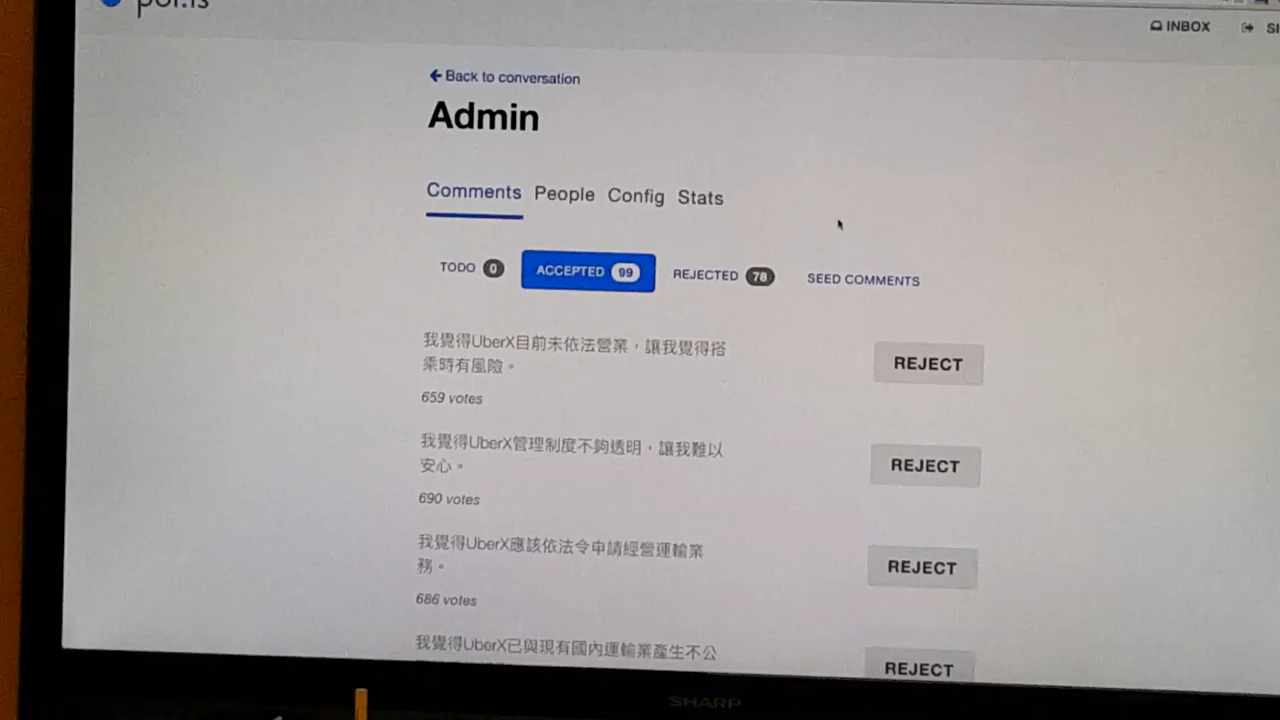 pol.is
INBOX
Back to conversation
Admin
Comments People Config Stats
TODO 0 ACCEPTED 99 REJECTED 78 SEED COMMENTS
我覺得UberX目前未依法營業，讓我覺得搭
乘時有風險。
REJECT
659 votes
我覺得UberX管理制度不夠透明，讓我難以
安心。
REJECT
690 votes
我覺得UberX應該依法令申請經營運輸業
務。
REJECT
686 votes
我覺得UberX已與現有國內運輸業產生不公
REJECT
SHARP